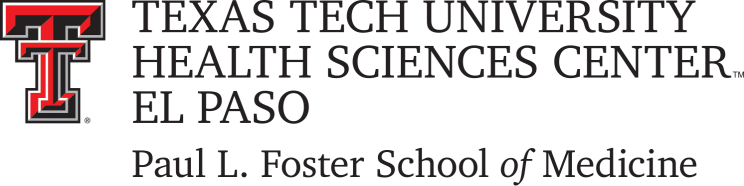 TEXAS TECH UNIVERSITY
HEALTH SCIENCES CENTER™
EL PASO
Paul L. Foster School of Medicine
®